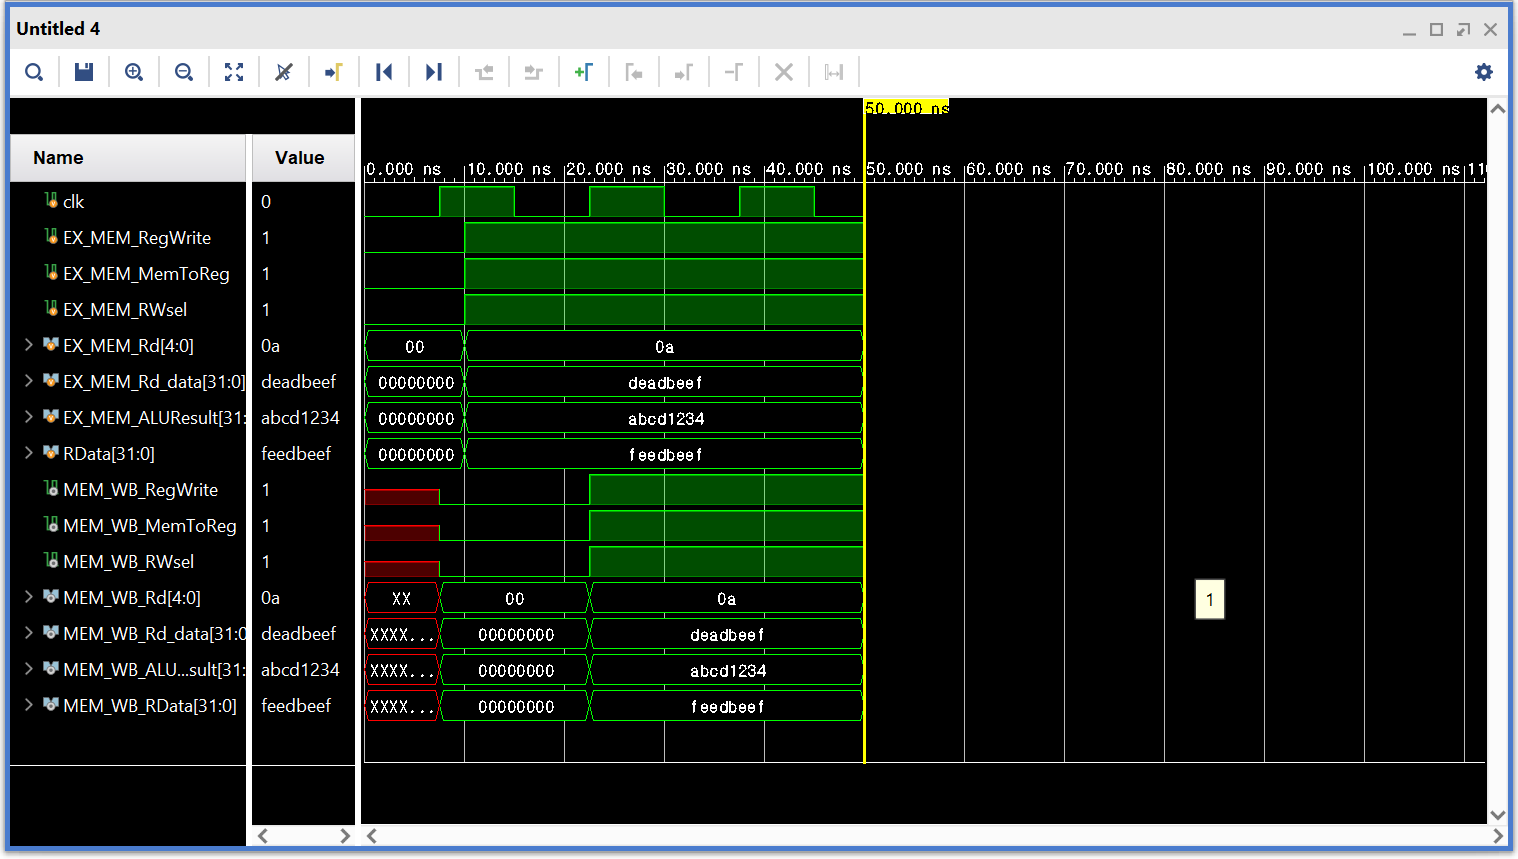 Untitled 4
50.000 ns
Name Value
0.000 ns 10.000 ns 20.000 ns 30.000 ns 40.000 ns 50.000 ns 60.000 ns 70.000 ns 80.000 ns 90.000 ns 100.000 ns
clk 0
EX_MEM_RegWrite 1
EX_MEM_MemToReg 1
EX_MEM_RWsel 1
EX_MEM_Rd[4:0] 0a 00 0a
EX_MEM_Rd_data[31:0] deadbeef 00000000 deadbeef
EX_MEM_ALUResult[31: abcd1234 00000000 abcd1234
RData[31:0] feedbeef 00000000 feedbeef
MEM_WB_RegWrite 1
MEM_WB_MemToReg 1
MEM_WB_RWsel 1
MEM_WB_Rd[4:0] 0a XX 00 0a 1
MEM_WB_Rd_data[31:0 deadbeef XXXX... 00000000 deadbeef
MEM_WB_ALU...sult[31: abcd1234 XXXX... 00000000 abcd1234
MEM_WB_RData[31:0] feedbeef XXXX... 00000000 feedbeef